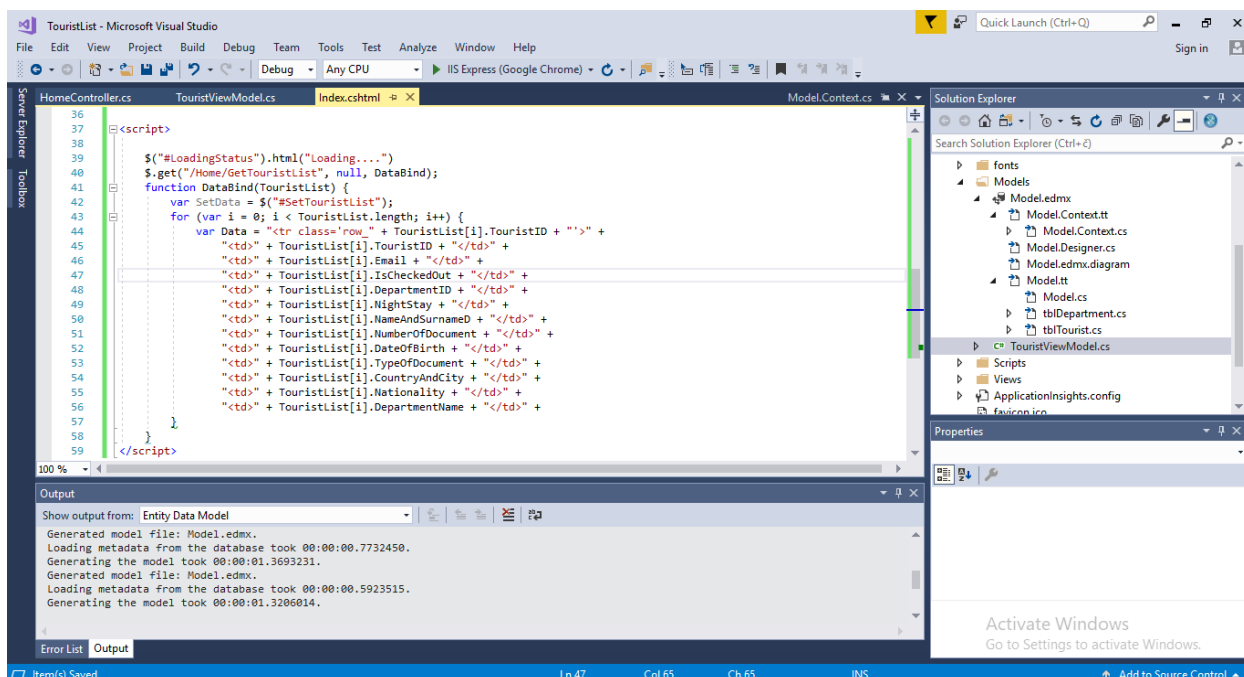 TouristList - Microsoft Visual Studio
Quick Launch (Ctrl+Q)
File Edit View Project Build Debug Team Tools Test Analyze Window Help
Sign in
Debug Any CPU IIS Express (Google Chrome)
Server Explorer
Toolbox
HomeController.cs TouristViewModel.cs Index.cshtml Model.Context.cs
36
37 <script>
38
39 $("#LoadingStatus").html("Loading....")
40 $.get("/Home/GetTouristList", null, DataBind);
41 function DataBind(TouristList) {
42 var SetData = $("#SetTouristList");
43 for (var i = 0; i < TouristList.length; i++) {
44 var Data = "<tr class='row_" + TouristList[i].TouristID + "'>" +
45 "<td>" + TouristList[i].TouristID + "</td>" +
46 "<td>" + TouristList[i].Email + "</td>" +
47 "<td>" + TouristList[i].IsCheckedOut + "</td>" +
48 "<td>" + TouristList[i].DepartmentID + "</td>" +
49 "<td>" + TouristList[i].NightStay + "</td>" +
50 "<td>" + TouristList[i].NameAndSurnameD + "</td>" +
51 "<td>" + TouristList[i].NumberOfDocument + "</td>" +
52 "<td>" + TouristList[i].DateOfBirth + "</td>" +
53 "<td>" + TouristList[i].TypeOfDocument + "</td>" +
54 "<td>" + TouristList[i].CountryAndCity + "</td>" +
55 "<td>" + TouristList[i].Nationality + "</td>" +
56 "<td>" + TouristList[i].DepartmentName + "</td>" +
57 }
58 }
59 </script>
100 %
Output
Show output from: Entity Data Model
Generated model file: Model.edmx.
Loading metadata from the database took 00:00:00.7732450.
Generating the model took 00:00:01.3693231.
Generated model file: Model.edmx.
Loading metadata from the database took 00:00:00.5923515.
Generating the model took 00:00:01.3206014.
Error List Output
Solution Explorer
Search Solution Explorer (Ctrl+č)
fonts
Models
Model.edmx
Model.Context.tt
Model.Context.cs
Model.Designer.cs
Model.edmx.diagram
Model.tt
Model.cs
tblDepartment.cs
tblTourist.cs
C# TouristViewModel.cs
Scripts
Views
ApplicationInsights.config
favicon.ico
Properties
Activate Windows
Go to Settings to activate Windows.
Item(s) Saved Ln 47 Col 65 Ch 65 INS Add to Source Control